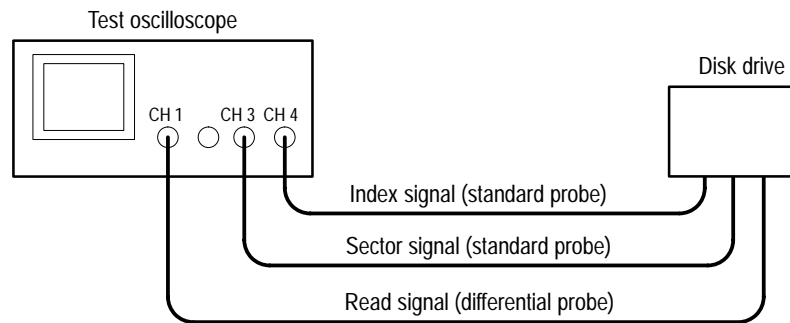 Test oscilloscope
Disk drive
CH 1
CH 3
CH 4
Index signal (standard probe)
Sector signal (standard probe)
Read signal (differential probe)